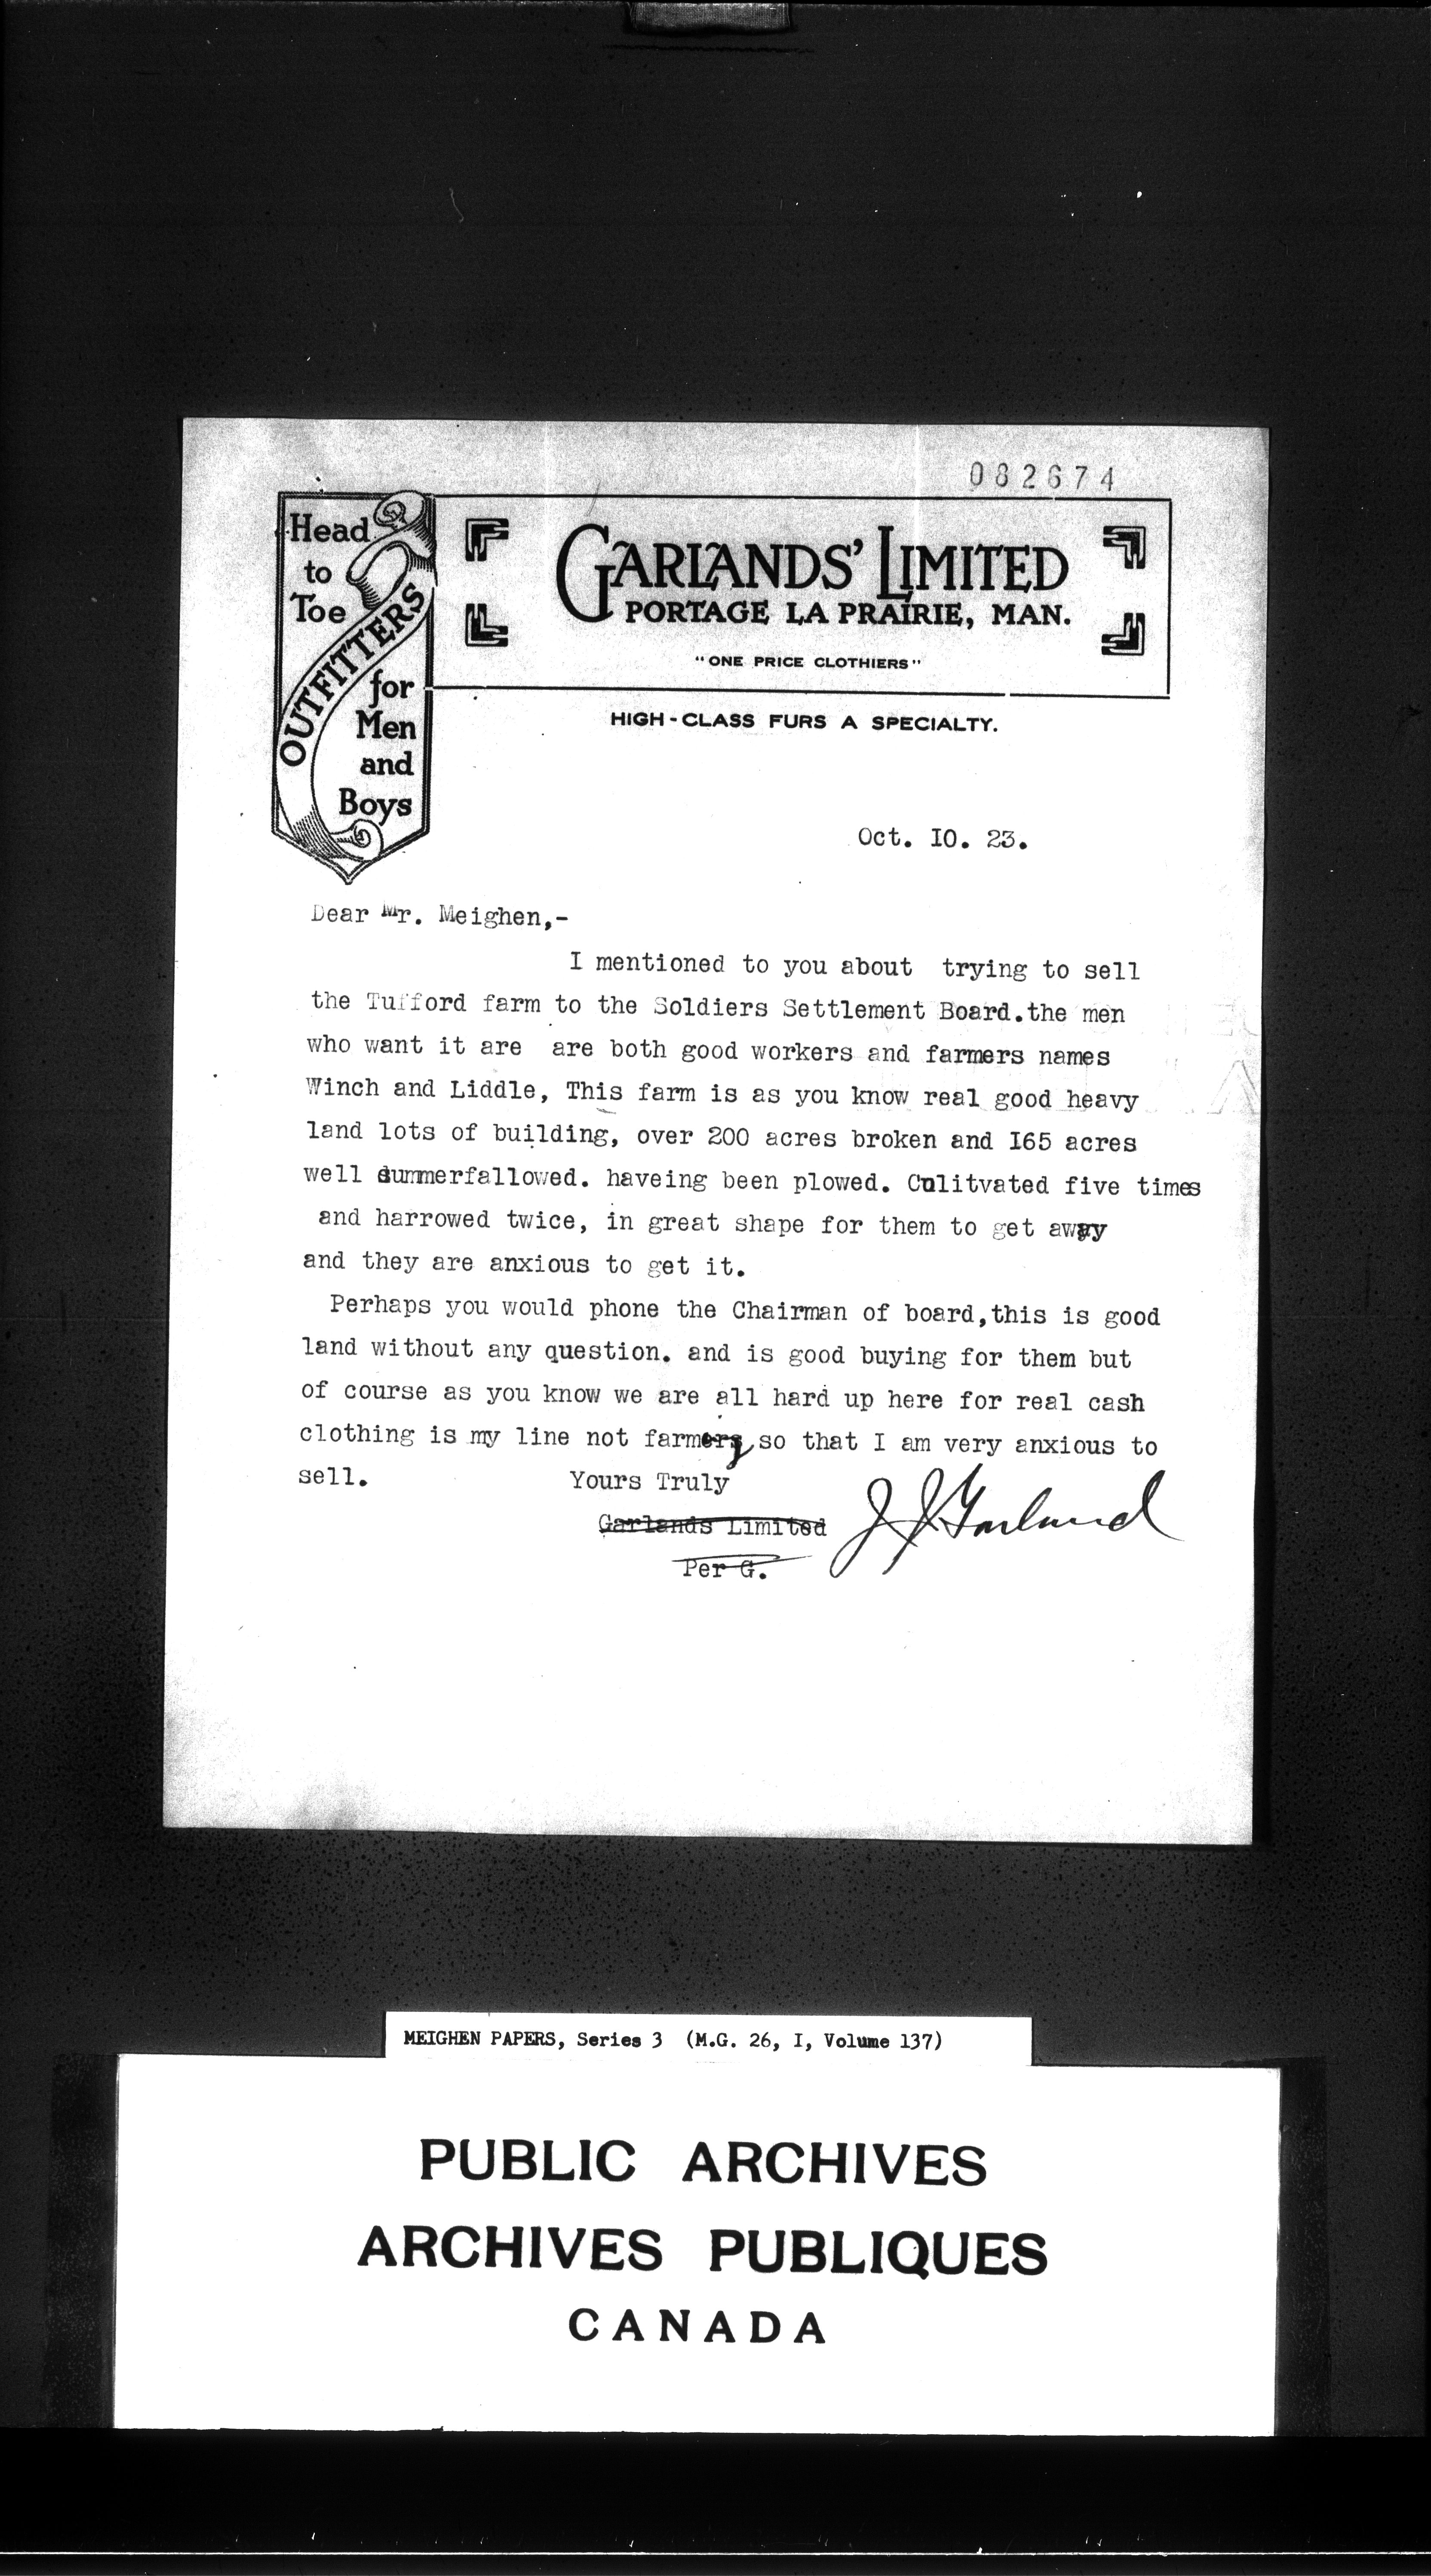 082674
Head
to
Toe
OUTFITTERS
for
Men
and
Boys
GARLANDS' LIMITED
PORTAGE LA PRAIRIE, MAN.
"ONE PRICE CLOTHIERS"
HIGH-CLASS FURS A SPECIALTY.
Oct. IO. 23.
Dear Mr. Meighen,-
I mentioned to you about trying to sell
the Tufford farm to the Soldiers Settlement Board.the men
who want it are are both good workers and farmers names
Winch and Liddle, This farm is as you know real good heavy
land lots of building, over 200 acres broken and I65 acres
well summerfallowed. haveing been plowed. Culitvated five times
and harrowed twice, in great shape for them to get away
and they are anxious to get it.
Perhaps you would phone the Chairman of board,this is good
land without any question. and is good buying for them but
of course as you know we are all hard up here for real cash
clothing is my line not farmerg, so that I am very anxious to
sell.
Yours Truly
Garlands Limited
J J Garland
Per G.
MEIGHEN PAPERS, Series 3 (M.G. 26, I, Volume 137)
PUBLIC ARCHIVES
ARCHIVES PUBLIQUES
CANADA